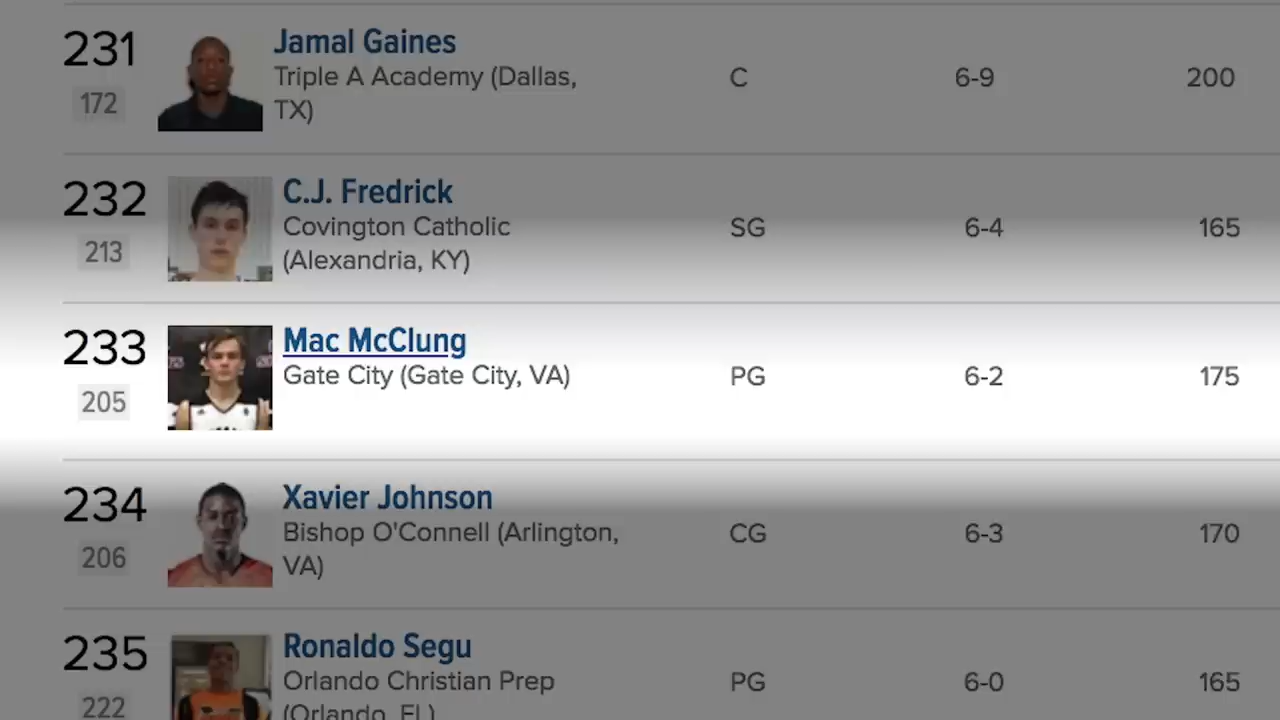 231 Jamal Gaines
Triple A Academy (Dallas, C 6-9 200
172 TX)
232 C.J. Fredrick
Covington Catholic SG 6-4 165
213 (Alexandria, KY)
233 Mac McClung
Gate City (Gate City, VA) PG 6-2 175
205
234 Xavier Johnson
Bishop O'Connell (Arlington, CG 6-3 170
206 VA)
235 Ronaldo Segu
Orlando Christian Prep PG 6-0 165
222 (Orlando, FL)